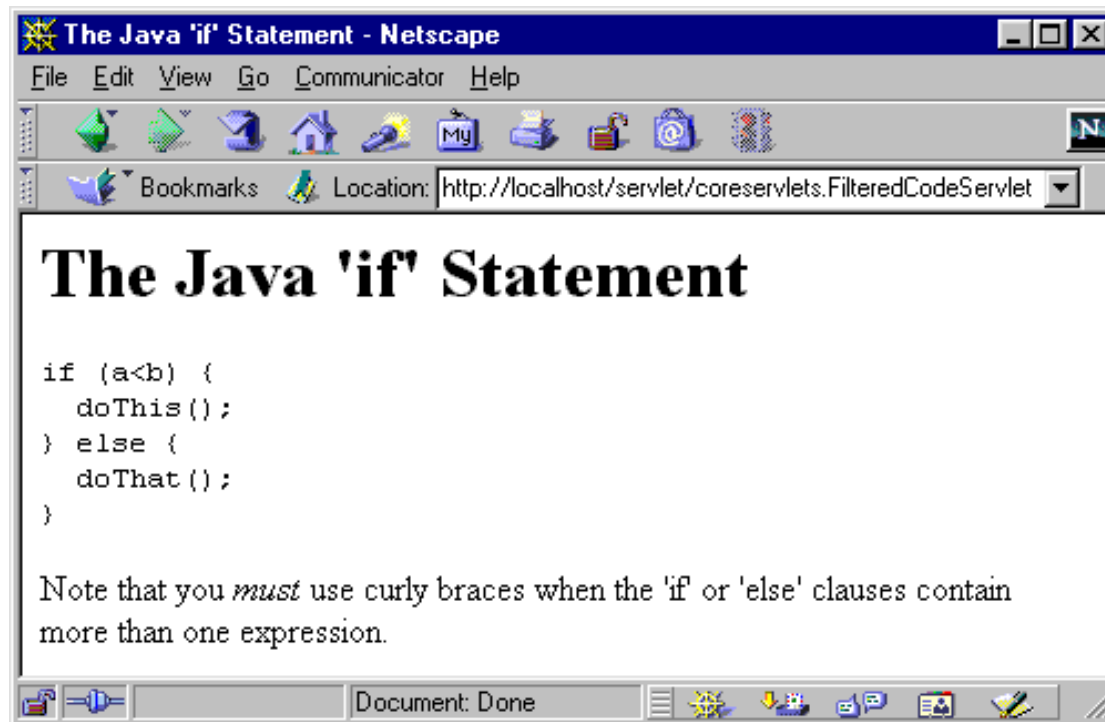 The Java 'if' Statement - Netscape
File Edit View Go Communicator Help
My
N
Bookmarks Location: http://localhost/servlet/coreservlets.FilteredCodeServlet
The Java 'if' Statement
if (a<b) {
  doThis();
} else {
  doThat();
}
Note that you must use curly braces when the 'if' or 'else' clauses contain
more than one expression.
Document: Done